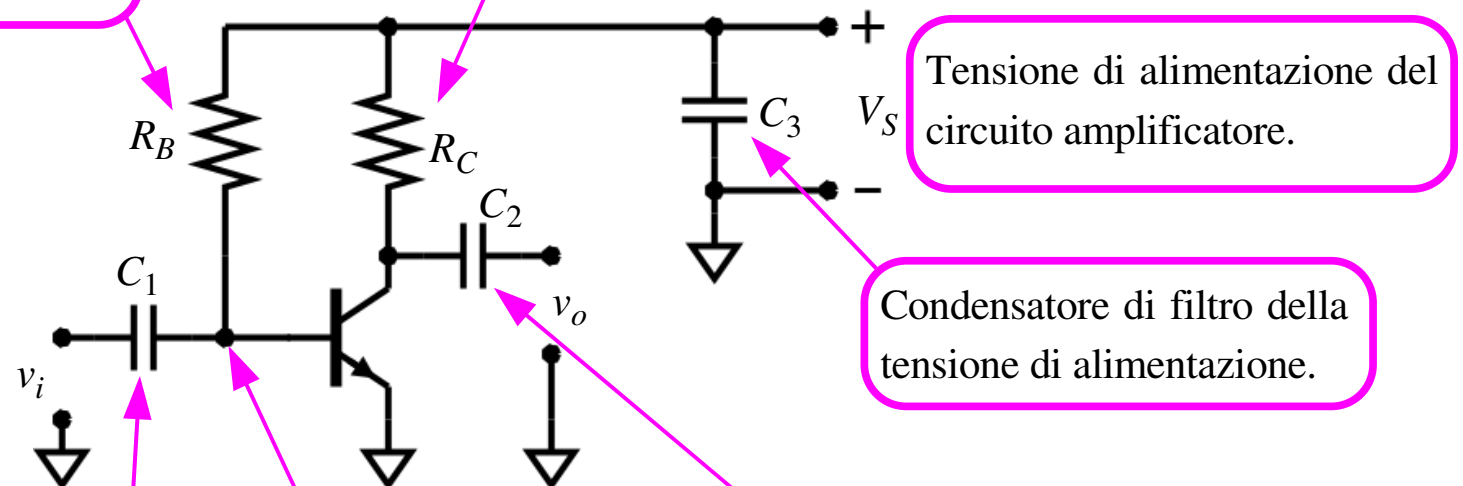 +
Tensione di alimentazione del
circuito amplificatore.
V_S
R_B
R_C
C_3
−
C_2
C_1
v_o
v_i
Condensatore di filtro della
tensione di alimentazione.